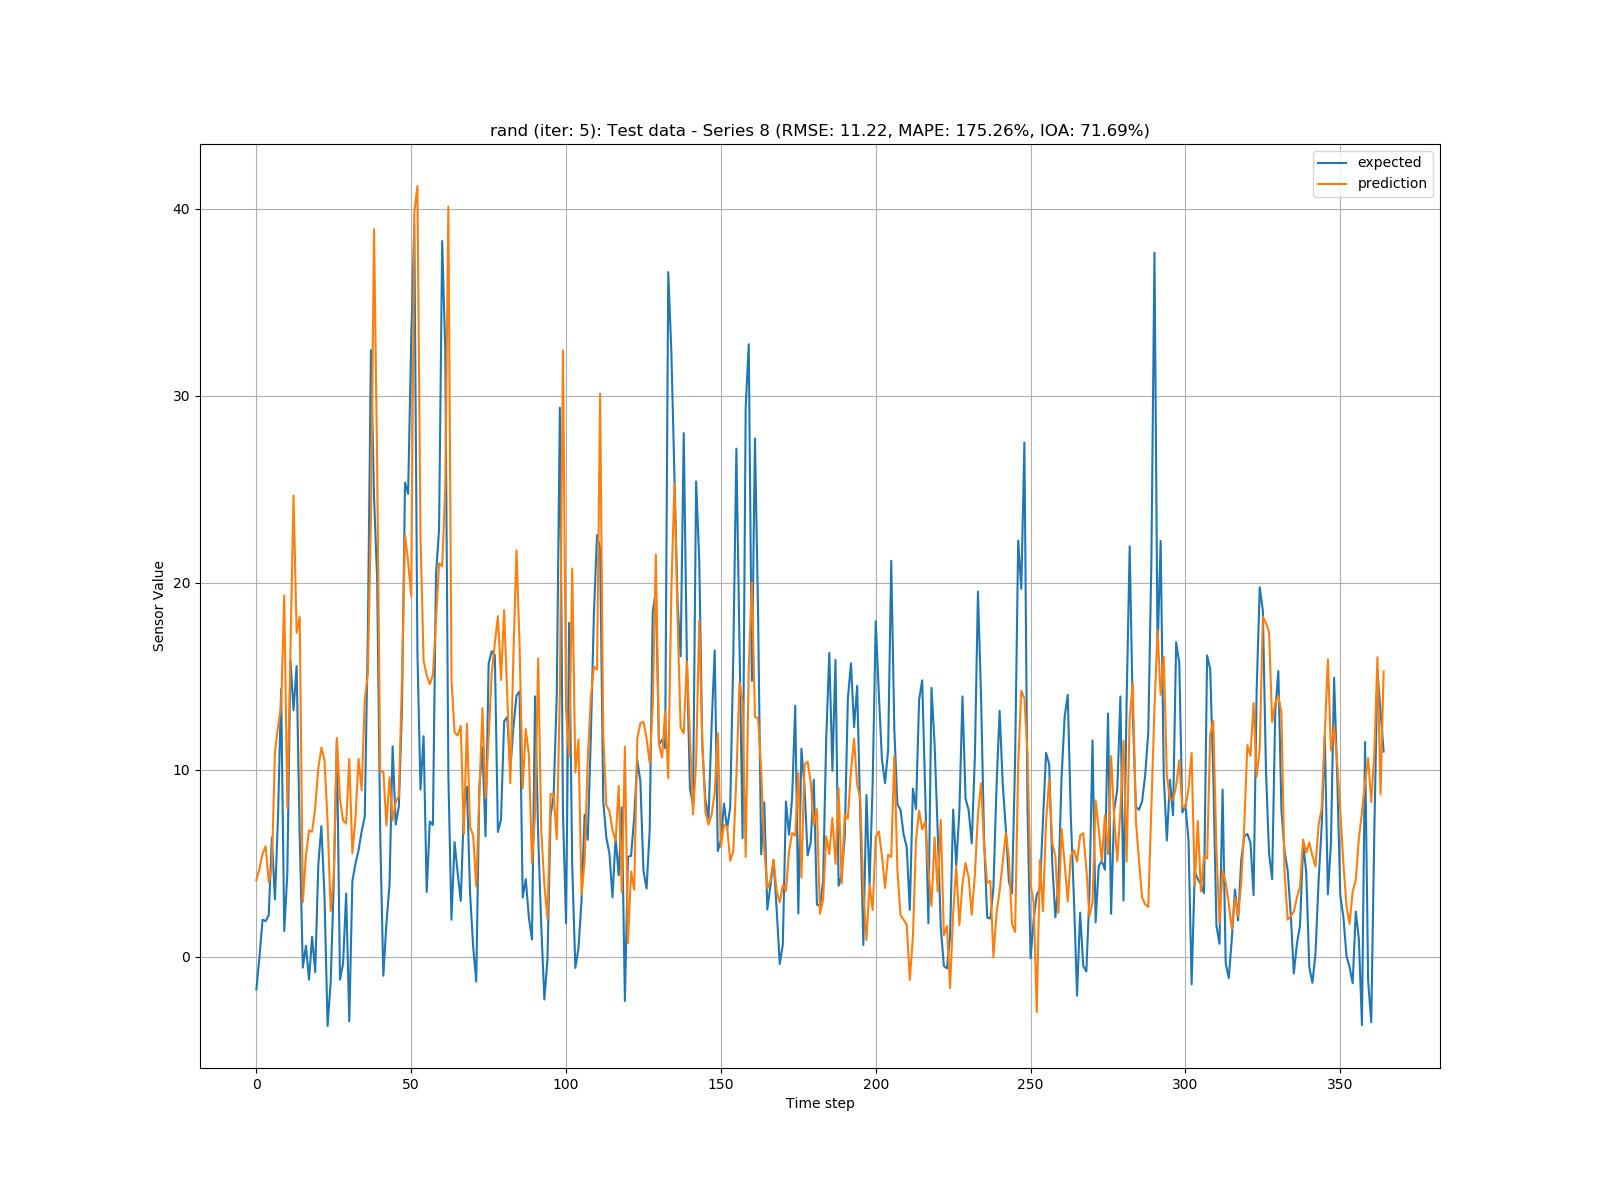 rand (iter: 5): Test data - Series 8 (RMSE: 11.22, MAPE: 175.26%, IOA: 71.69%)
expected
prediction
40
30
20
10
0
Sensor Value
0 50 100 150 200 250 300 350
Time step